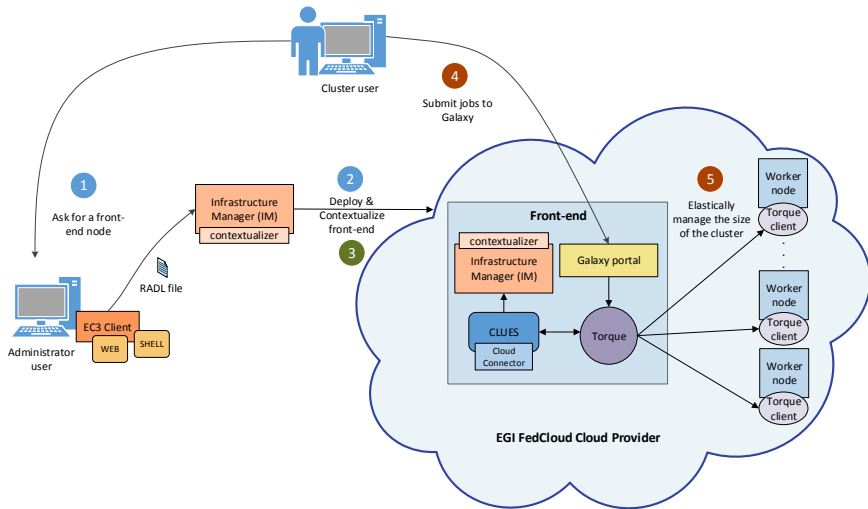 Cluster user
4
Submit jobs to
Galaxy
1
Ask for a front-
end node
Infrastructure
Manager (IM)
contextualizer
2
Deploy &
Contextualize
front-end
3
RADL file
EC3 Client
WEB
SHELL
Administrator
user
Front-end
contextualizer
Infrastructure
Manager (IM)
Galaxy portal
CLUES
Cloud
Connector
Torque
5
Elastically
manage the size
of the cluster
Worker
node
Torque
client
. . .
Worker
node
Torque
client
Worker
node
Torque
client
EGI FedCloud Cloud Provider